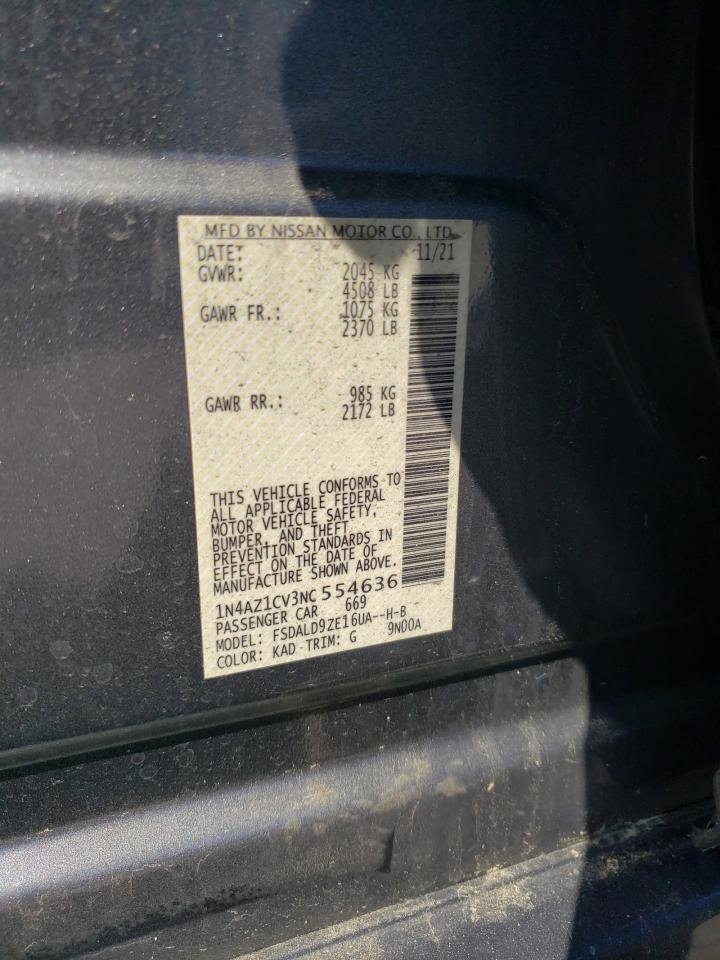 MFD BY NISSAN MOTOR CO., LTD.
DATE: 11/21
GVWR: 2045 KG
4508 LB
GAWR FR.: 1075 KG
2370 LB
GAWR RR.: 985 KG
2172 LB
THIS VEHICLE CONFORMS TO
ALL APPLICABLE FEDERAL
MOTOR VEHICLE SAFETY,
BUMPER, AND THEFT
PREVENTION STANDARDS IN
EFFECT ON THE DATE OF
MANUFACTURE SHOWN ABOVE.
1N4AZ1CV3NC554636
PASSENGER CAR 669
MODEL: FSDALD9ZE16UA--H-B
COLOR: KAD TRIM: G 9N00A